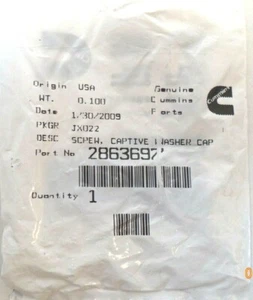 Origin USA Genuine
WT. 0.100 Cummins
Date 1/30/2009 Parts
PKGR JX022
DESC SCREW, CAPTIVE WASHER CAP
Part No 2863697
Quantity 1